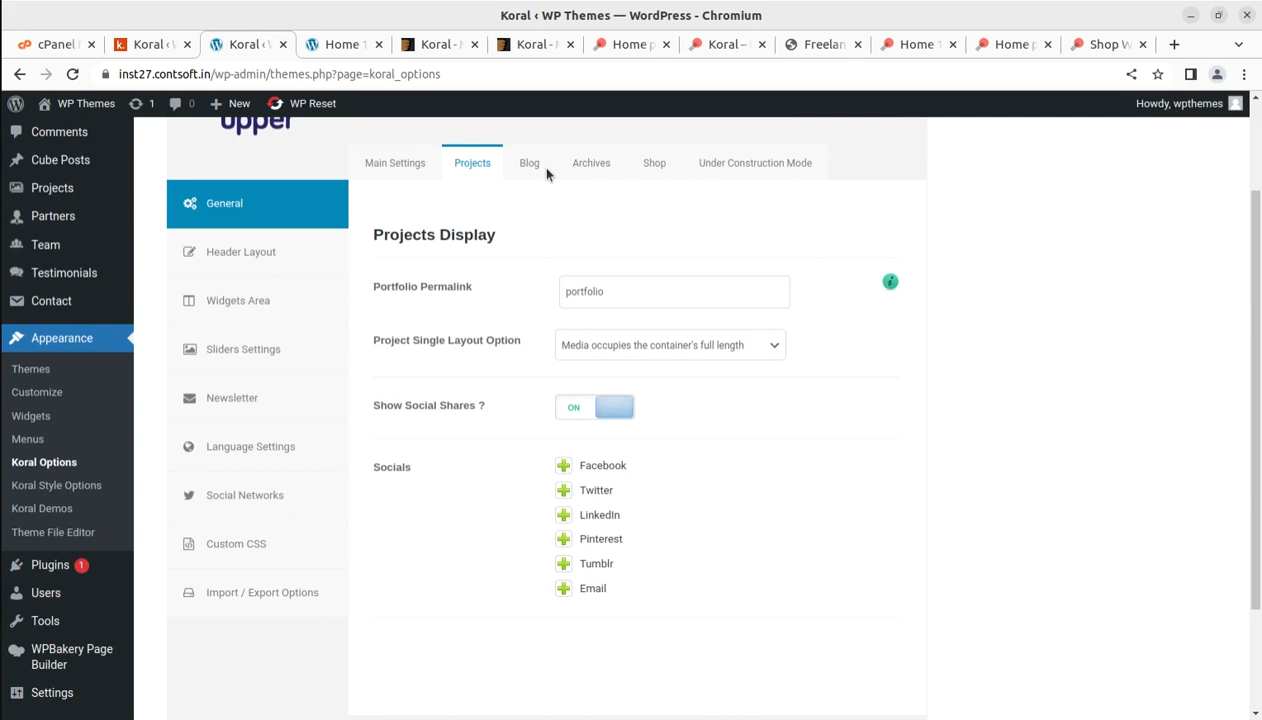 Koral ‹ WP Themes — WordPress - Chromium
cPanel F
Koral ‹ W
Koral ‹ W
Home 1
Koral - N
Koral - N
Home p
Koral –
Freelan
Home 1
Home p
Shop W
inst27.contsoft.in/wp-admin/themes.php?page=koral_options
WP Themes 1 0 New WP Reset Howdy, wpthemes
upper
Comments
Cube Posts
Projects
Partners
Team
Testimonials
Contact
Appearance
Themes
Customize
Widgets
Menus
Koral Options
Koral Style Options
Koral Demos
Theme File Editor
Plugins 1
Users
Tools
WPBakery Page
Builder
Settings
Main Settings Projects Blog Archives Shop Under Construction Mode
General
Header Layout
Widgets Area
Sliders Settings
Newsletter
Language Settings
Social Networks
Custom CSS
Import / Export Options
Projects Display
Portfolio Permalink portfolio
Project Single Layout Option Media occupies the container's full length
Show Social Shares ? ON
Socials
Facebook
Twitter
LinkedIn
Pinterest
Tumblr
Email